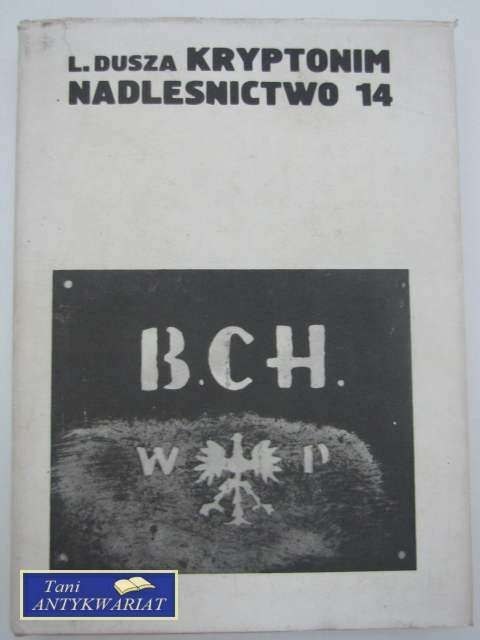 L. DUSZA KRYPTONIM
NADLESNICTWO 14
B.CH.
W P
Tani
ANTYKWARIAT